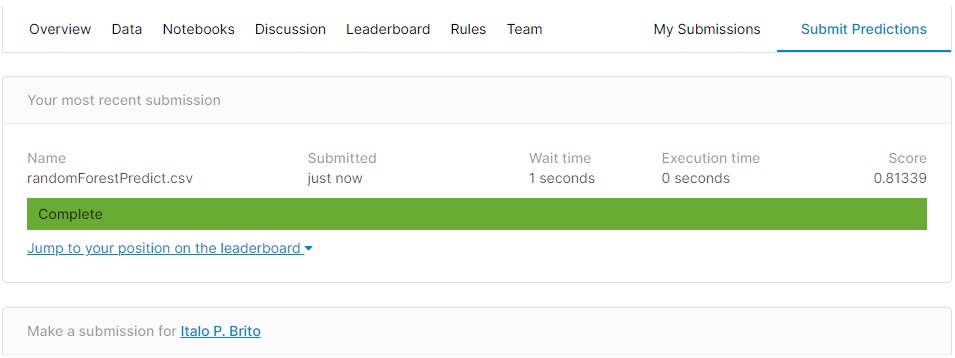 Overview Data Notebooks Discussion Leaderboard Rules Team My Submissions Submit Predictions
Your most recent submission
Name Submitted Wait time Execution time Score
randomForestPredict.csv just now 1 seconds 0 seconds 0.81339
Complete
Jump to your position on the leaderboard
Make a submission for Italo P. Brito